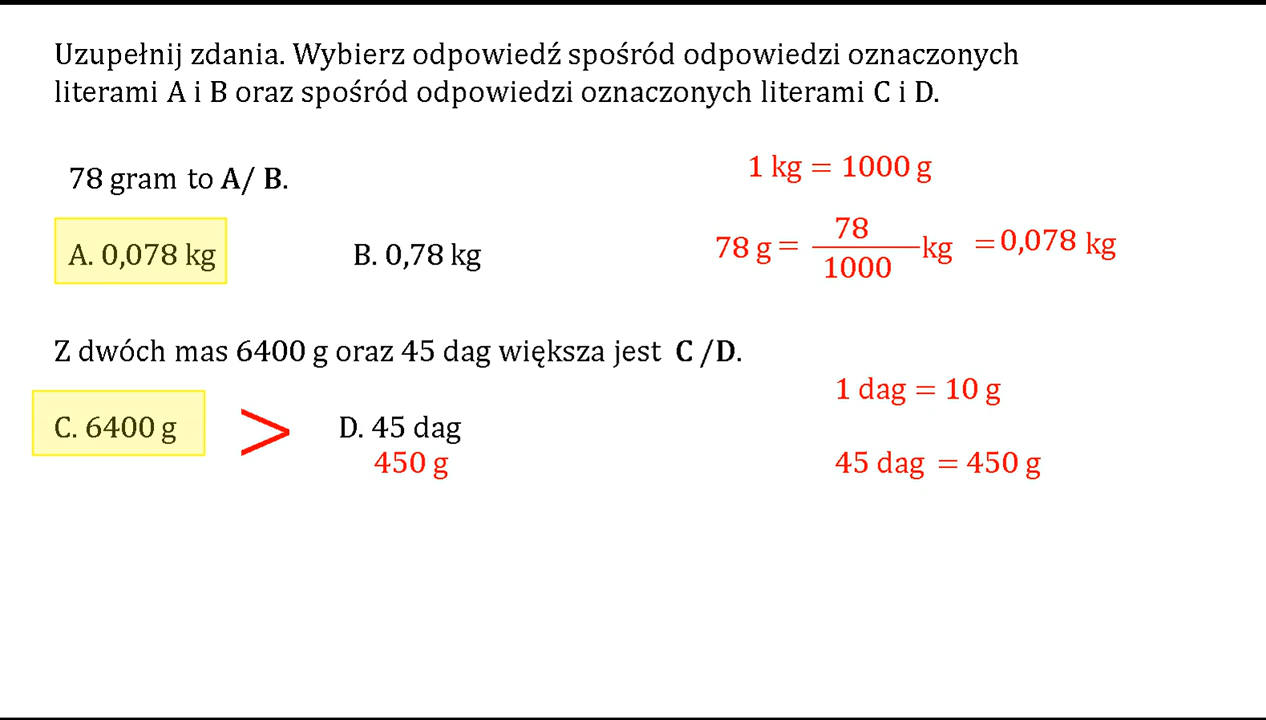 Uzupełnij zdania. Wybierz odpowiedź spośród odpowiedzi oznaczonych
literami A i B oraz spośród odpowiedzi oznaczonych literami C i D.
78 gram to A/ B.
1 kg = 1000 g
A. 0,078 kg
B. 0,78 kg
78 g = 78/1000 kg = 0,078 kg
Z dwóch mas 6400 g oraz 45 dag większa jest C /D.
1 dag = 10 g
C. 6400 g > D. 45 dag
450 g
45 dag = 450 g